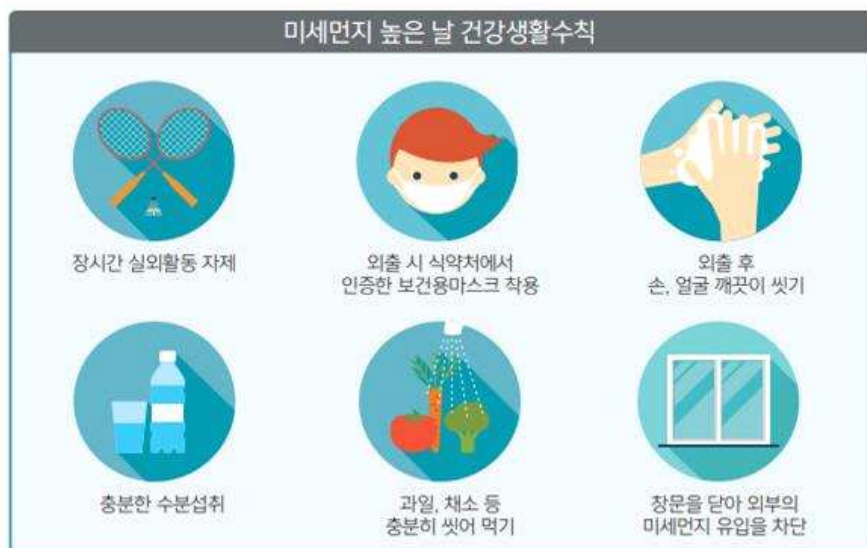 미세먼지 높은 날 건강생활수칙
장시간 실외활동 자제
외출 시 식약처에서
인증한 보건용마스크 착용
외출 후
손, 얼굴 깨끗이 씻기
충분한 수분섭취
과일, 채소 등
충분히 씻어 먹기
창문을 닫아 외부의
미세먼지 유입을 차단